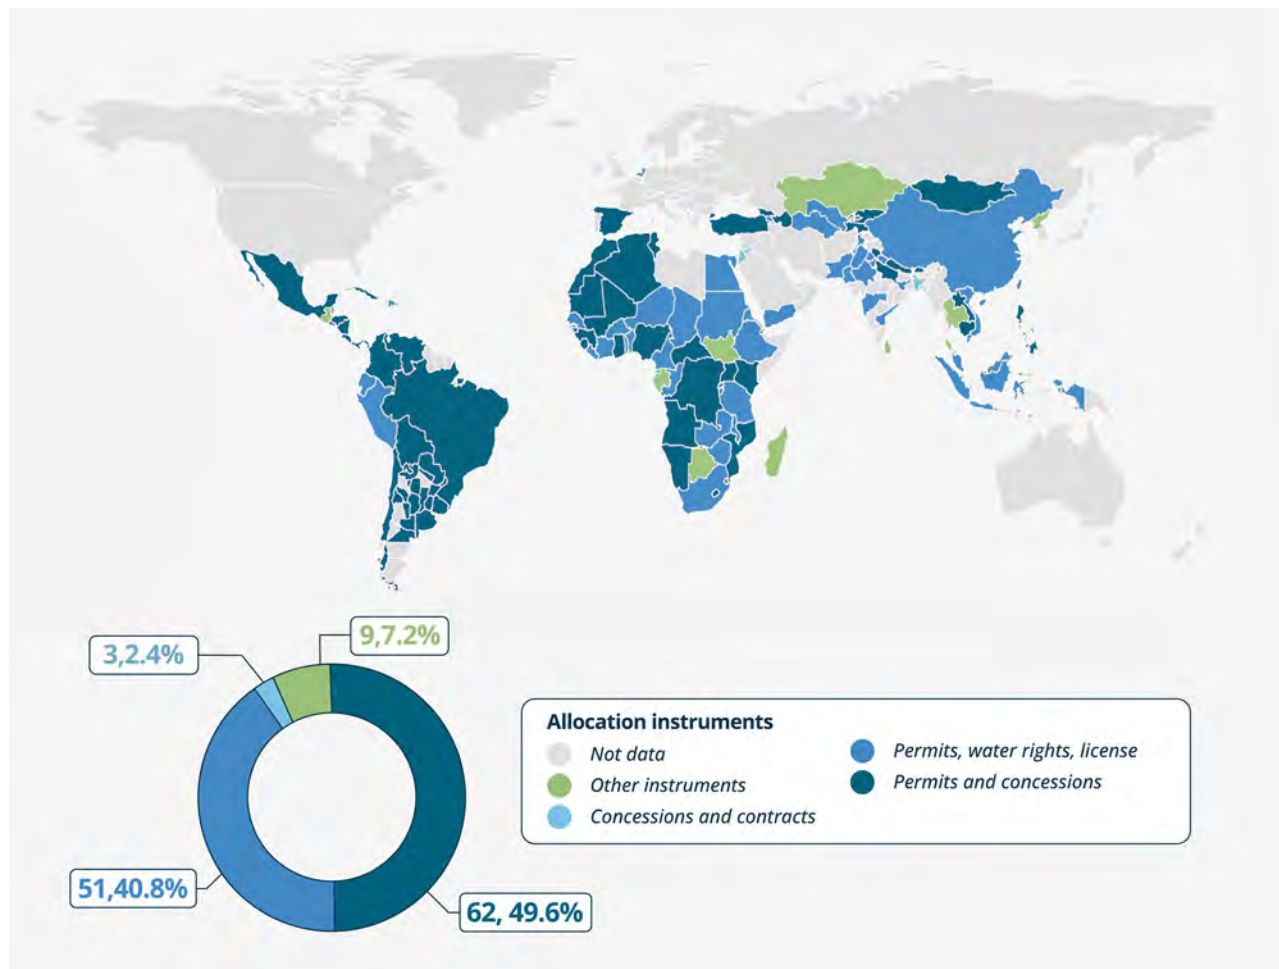 9,7.2%
3,2.4%
51,40.8%
62, 49.6%
Allocation instruments
Not data
Other instruments
Concessions and contracts
Permits, water rights, license
Permits and concessions